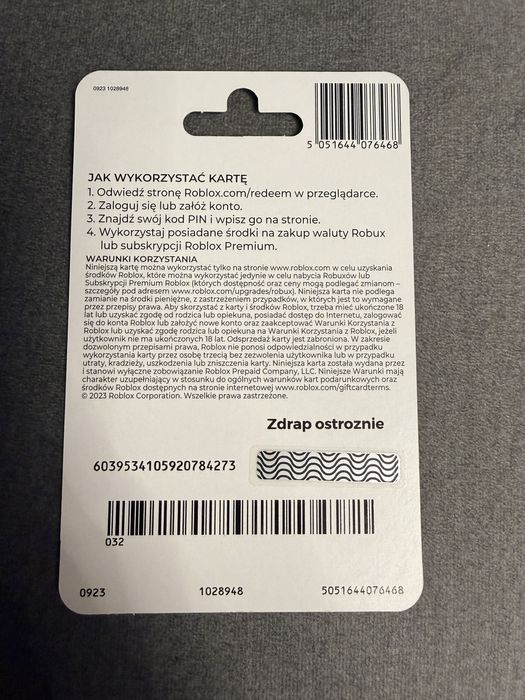 0923 1028948
5 051644 076468
JAK WYKORZYSTAĆ KARTĘ
1. Odwiedź stronę Roblox.com/redeem w przeglądarce.
2. Zaloguj się lub załóż konto.
3. Znajdź swój kod PIN i wpisz go na stronie.
4. Wykorzystaj posiadane środki na zakup waluty Robux
lub subskrypcji Roblox Premium.
WARUNKI KORZYSTANIA
Niniejszą kartę można wykorzystać tylko na stronie www.roblox.com w celu uzyskania
środków Roblox, które można wykorzystać jedynie w celu nabycia Robuxów lub
Subskrypcji Premium Roblox (których dostępność oraz ceny mogą podlegać zmianom –
szczegóły pod adresem www.roblox.com/upgrades/robux). Niniejsza karta nie podlega
zamianie na środki pieniężne, z zastrzeżeniem przypadków, w których jest to wymagane
przez przepisy prawa. Aby skorzystać z karty i środków Roblox, trzeba mieć ukończone 18
lat lub uzyskać zgodę od rodzica lub opiekuna, posiadać dostęp do Internetu, zalogować
się do konta Roblox lub założyć nowe konto oraz zaakceptować Warunki Korzystania z
Roblox lub uzyskać zgodę rodzica lub opiekuna na Warunki Korzystania z Roblox, jeżeli
użytkownik nie ma ukończonych 18 lat. Odsprzedaż karty jest zabroniona. W zakresie
dozwolonym przepisami prawa, Roblox nie ponosi odpowiedzialności w przypadku
wykorzystania karty przez osobę trzecią bez zezwolenia użytkownika lub w przypadku
utraty, kradzieży, uszkodzenia lub zniszczenia karty. Niniejsza karta została wydana przez
i stanowi wyłączne zobowiązanie Roblox Prepaid Company, LLC. Niniejsze Warunki mają
charakter uzupełniający w stosunku do ogólnych warunków kart podarunkowych oraz
środków Roblox dostępnych na stronie internetowej www.roblox.com/giftcardterms.
© 2023 Roblox Corporation. Wszelkie prawa zastrzeżone.
Zdrap ostroznie
6039534105920784273
032
0923 1028948 5051644076468